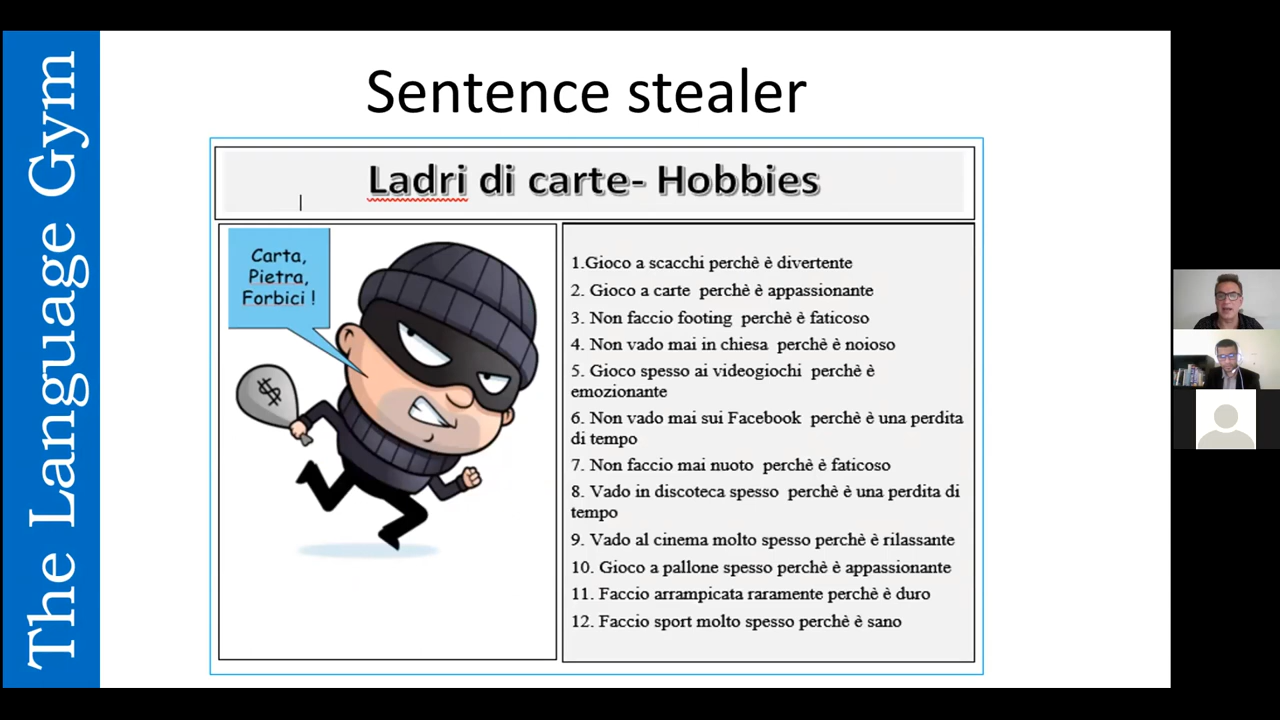 The Language Gym
Sentence stealer
Ladri di carte- Hobbies
Carta,
Pietra,
Forbici !
$
1.Gioco a scacchi perchè è divertente
2. Gioco a carte perchè è appassionante
3. Non faccio footing perchè è faticoso
4. Non vado mai in chiesa perchè è noioso
5. Gioco spesso ai videogiochi perchè è
emozionante
6. Non vado mai sui Facebook perchè è una perdita
di tempo
7. Non faccio mai nuoto perchè è faticoso
8. Vado in discoteca spesso perchè è una perdita di
tempo
9. Vado al cinema molto spesso perchè è rilassante
10. Gioco a pallone spesso perchè è appassionante
11. Faccio arrampicata raramente perchè è duro
12. Faccio sport molto spesso perchè è sano